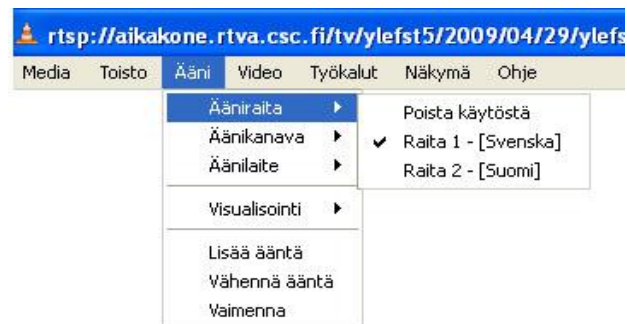 rtsp://aikakone.rtva.csc.fi/tv/ylefst5/2009/04/29/ylefs
Media Toisto Ääni Video Työkalut Näkymä Ohje
Ääniraita
Äänikanava
Äänilaite
Visualisointi
Lisää ääntä
Vähennä ääntä
Vaimenna
Poista käytöstä
Raita 1 - [Svenska]
Raita 2 - [Suomi]